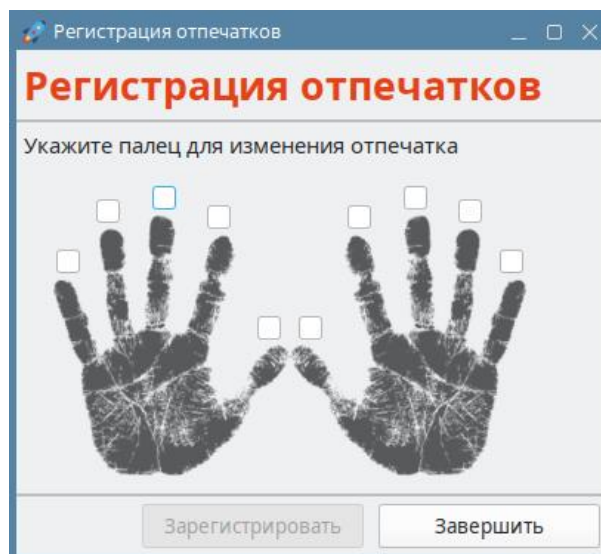 Регистрация отпечатков
Регистрация отпечатков
Укажите палец для изменения отпечатка
Зарегистрировать
Завершить